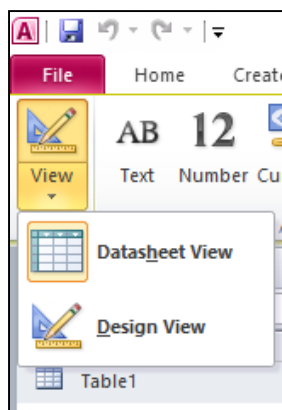 A
File Home Create
AB 12
View Text Number Cu
Datasheet View
Design View
Table1